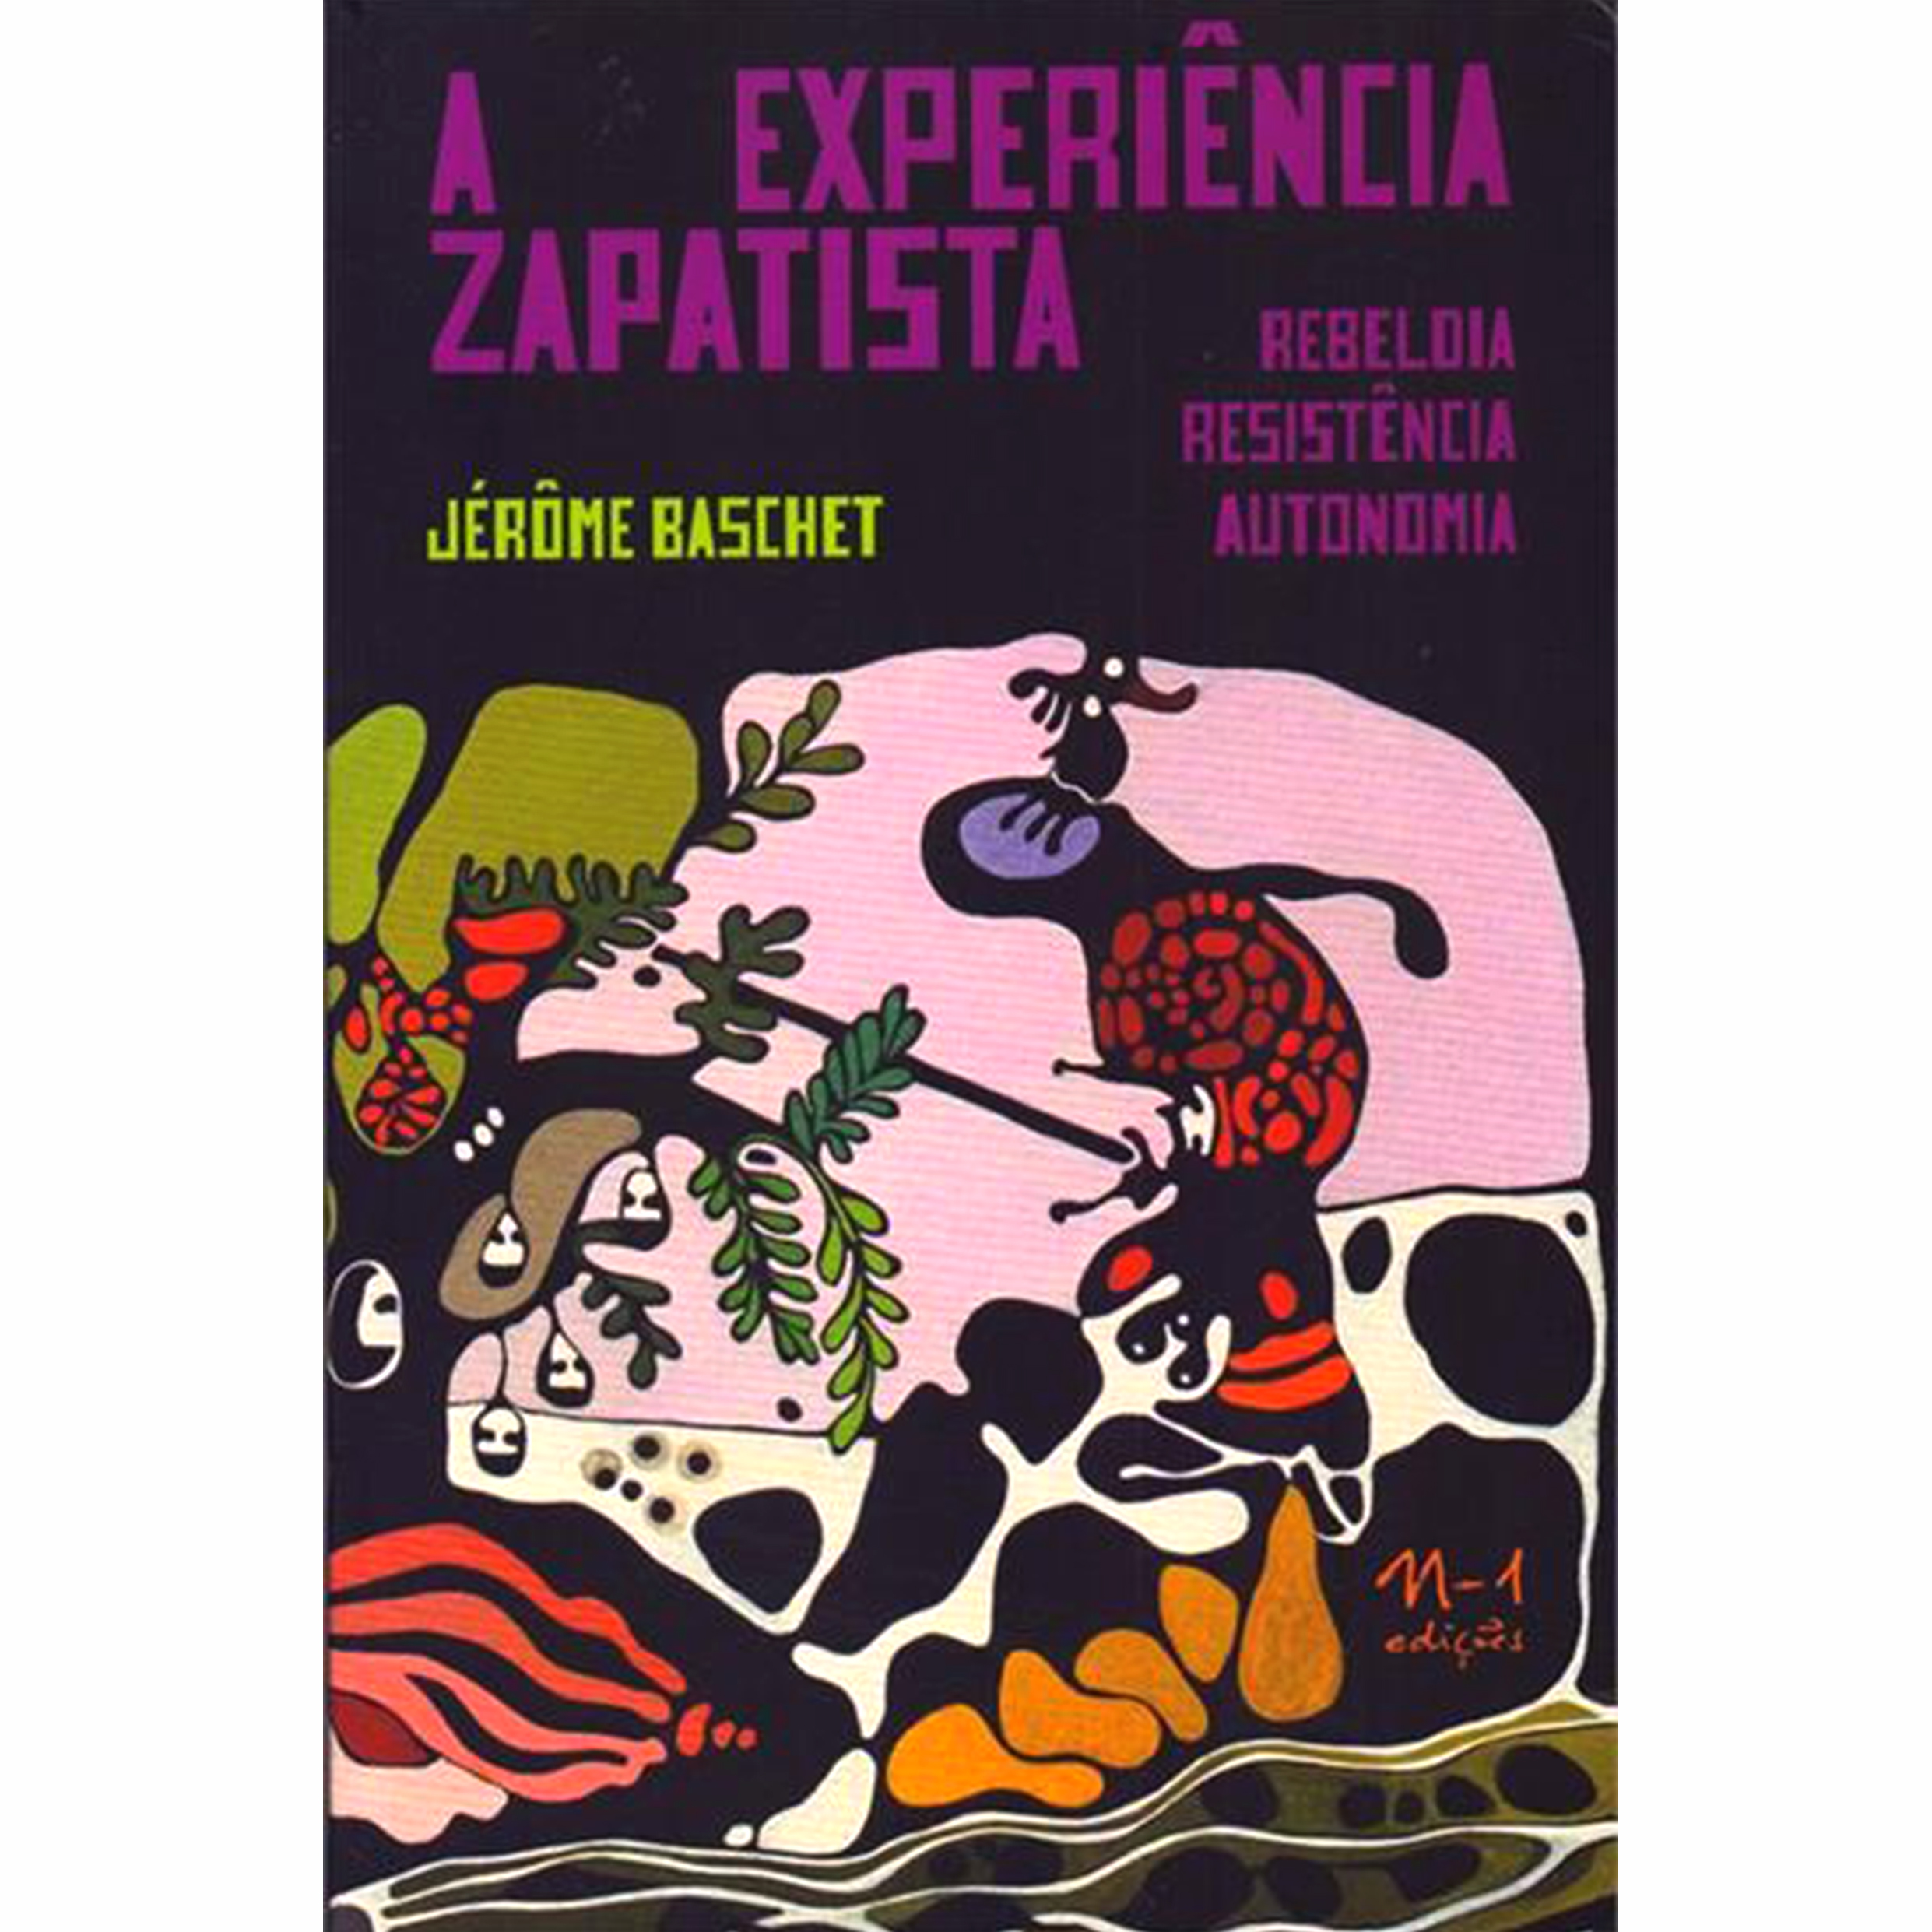 A EXPERIÊNCIA
ZAPATISTA
REBELDIA
RESISTÊNCIA
AUTONOMIA
JÉRÔME BASCHET
n-1
edições